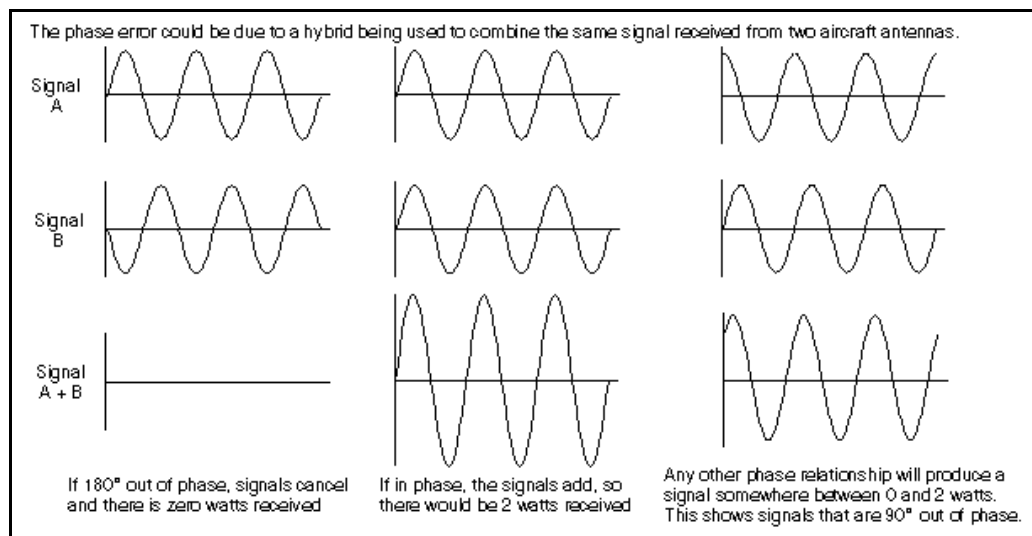 The phase error could be due to a hybrid being used to combine the same signal received from two aircraft antennas.
Signal
A
Signal
B
Signal
A + B
If 180° out of phase, signals cancel
and there is zero watts received
If in phase, the signals add, so
there would be 2 watts received
Any other phase relationship will produce a
signal somewhere between 0 and 2 watts.
This shows signals that are 90° out of phase.